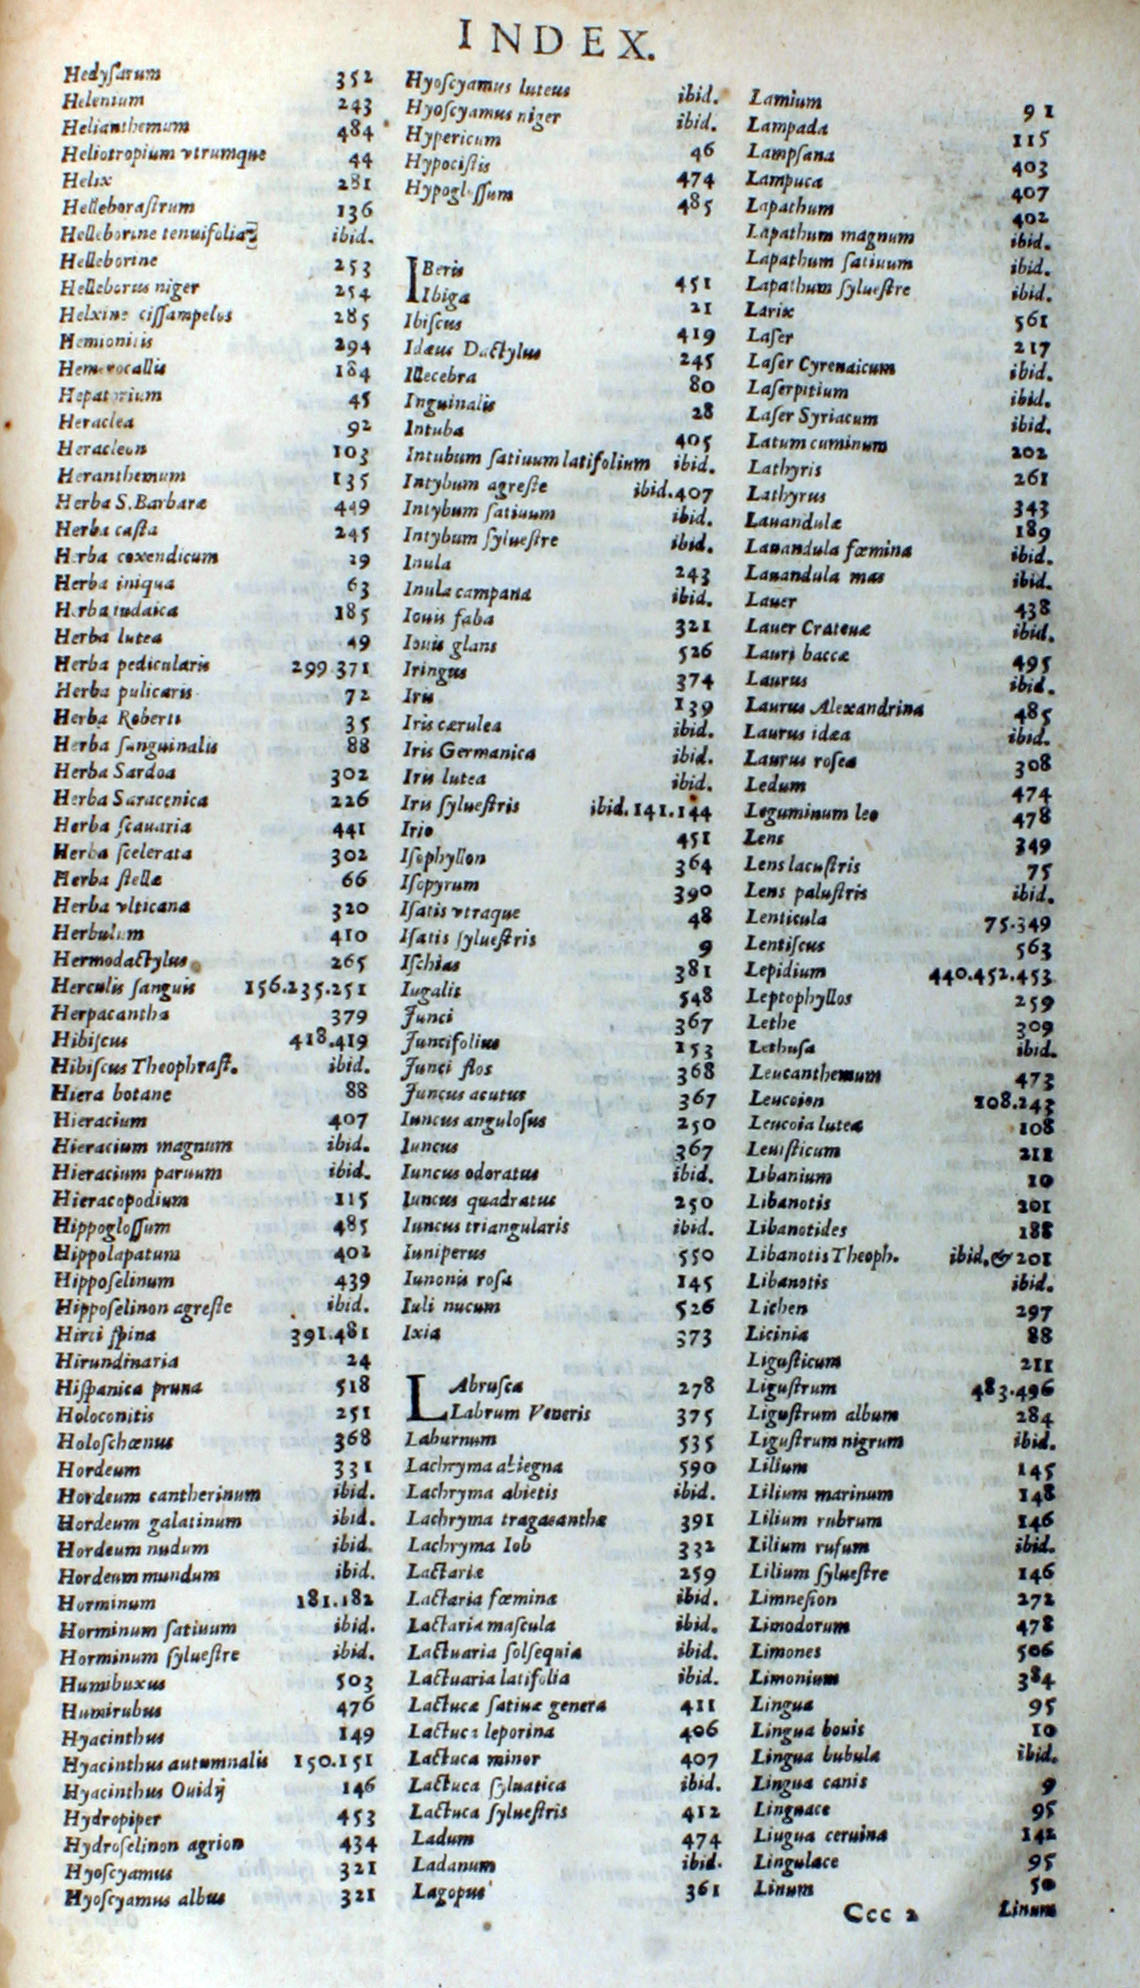 INDEX.
Hedyſarum 352
Helenium 243
Helianthemum 484
Heliotropium vtrumque 44
Helix 281
Helleboraſtrum 136
Helleborine tenuifolia ibid.
Helleborine 253
Helleborus niger 254
Helxine ciſſampelos 285
Hemionitis 294
Hemerocallis 184
Hepatorium 45
Heraclea 92
Heracleon 103
Heranthemum 135
Herba S. Barbaræ 449
Herba caſta 245
Herba coxendicum 29
Herba iniqua 63
Herba iudaica 185
Herba lutea 49
Herba pedicularis 299.371
Herba pulicaris 72
Herba Roberti 35
Herba ſanguinalis 88
Herba Sardoa 302
Herba Saracenica 226
Herba ſcauaria 441
Herba ſcelerata 302
Herba ſtellæ 66
Herba vlticana 320
Herbulum 410
Hermodactylus 265
Herculis ſanguis 156.235.251
Herpacantha 379
Hibiſcus 418.419
Hibiſcus Theophraſt. ibid.
Hiera botane 88
Hieracium 407
Hieracium magnum ibid.
Hieracium paruum ibid.
Hieracopodium 115
Hippogloſſum 485
Hippolapatum 402
Hippoſelinum 439
Hippoſelinon agreſte ibid.
Hirci ſpina 391.481
Hirundinaria 24
Hiſpanica pruna 518
Holoconitis 251
Holoſchœnus 368
Hordeum 331
Hordeum cantherinum ibid.
Hordeum galatinum ibid.
Hordeum nudum ibid.
Hordeum mundum ibid.
Horminum 181.182
Horminum ſatiuum ibid.
Horminum ſylueſtre ibid.
Humibuxus 503
Humirubus 476
Hyacinthus 149
Hyacinthus autumnalis 150.151
Hyacinthus Ouidij 146
Hydropiper 453
Hydroſelinon agrion 434
Hyoſcyamus 321
Hyoſcyamus albus 321
Hyoſcyamus luteus ibid.
Hyoſcyamus niger ibid.
Hypericum 46
Hypociſtis 474
Hypogloſſum 485
IBeris 451
Ibiga 21
Ibiſcus 419
Idæus Dactylus 245
Illecebra 80
Inguinalis 28
Intuba 405
Intubum ſatiuum latifolium ibid.
Intybum agreſte ibid.407
Intybum ſatiuum ibid.
Intybum ſylueſtre ibid.
Inula 243
Inula campana ibid.
Iouis faba 321
Iouis glans 526
Iringus 374
Iris 139
Iris cærulea ibid.
Iris Germanica ibid.
Iris lutea ibid.
Iris ſylueſtris ibid.141.144
Irio 451
Iſophyllon 364
Iſopyrum 390
Iſatis vtraque 48
Iſatis ſylueſtris 9
Iſchias 381
Iugalis 548
Junci 367
Juncifolius 153
Junci flos 368
Juncus acutus 367
Iuncus anguloſus 250
Iuncus 367
Iuncus odoratus ibid.
Iuncus quadratus 250
Iuncus triangularis ibid.
Iuniperus 550
Iunonis roſa 145
Iuli nucum 526
Ixia 373
LAbruſca 278
Labrum Veneris 375
Laburnum 535
Lachryma abiegna 590
Lachryma abietis ibid.
Lachryma tragacanthæ 391
Lachryma Iob 332
Lactariæ 259
Lactaria fœmina ibid.
Lactaria maſcula ibid.
Lactuaria ſolſequia ibid.
Lactuaria latifolia ibid.
Lactucæ ſatiuæ genera 411
Lactuca leporina 406
Lactuca minor 407
Lactuca ſyluatica ibid.
Lactuca ſylueſtris 412
Ladum 474
Ladanum ibid.
Lagopus 361
Lamium 91
Lampada 115
Lampſana 403
Lampuca 407
Lapathum 402
Lapathum magnum ibid.
Lapathum ſatiuum ibid.
Lapathum ſylueſtre ibid.
Larix 561
Laſer 217
Laſer Cyrenaicum ibid.
Laſerpitium ibid.
Laſer Syriacum ibid.
Latum cuminum 202
Lathyris 261
Lathyrus 343
Lauandulæ 189
Lauandula fœmina ibid.
Lauandula mas ibid.
Lauer 438
Lauer Crateuæ ibid.
Lauri baccæ 495
Laurus ibid.
Laurus Alexandrina 485
Laurus idæa ibid.
Laurus roſea 308
Ledum 474
Leguminum leo 478
Lens 349
Lens lacuſtris 75
Lens paluſtris ibid.
Lenticula 75.349
Lentiſcus 563
Lepidium 440.452.453
Leptophyllos 259
Lethe 309
Lethuſa ibid.
Leucanthemum 473
Leucoion 108.243
Leucoia lutea 108
Leuiſticum 211
Libanium 10
Libanotis 201
Libanotides 188
Libanotis Theoph. ibid.& 201
Libanotis ibid.
Lichen 297
Licinia 88
Liguſticum 211
Liguſtrum 483.496
Liguſtrum album 284
Liguſtrum nigrum ibid.
Lilium 145
Lilium marinum 148
Lilium rubrum 146
Lilium rufum ibid.
Lilium ſylueſtre 146
Limneſion 272
Limodorum 478
Limones 506
Limonium 384
Lingua 95
Lingua bouis 10
Lingua bubula ibid.
Lingua canis 9
Linguace 95
Liugua ceruina 142
Lingulace 95
Linum 50
Ccc 2 Linum